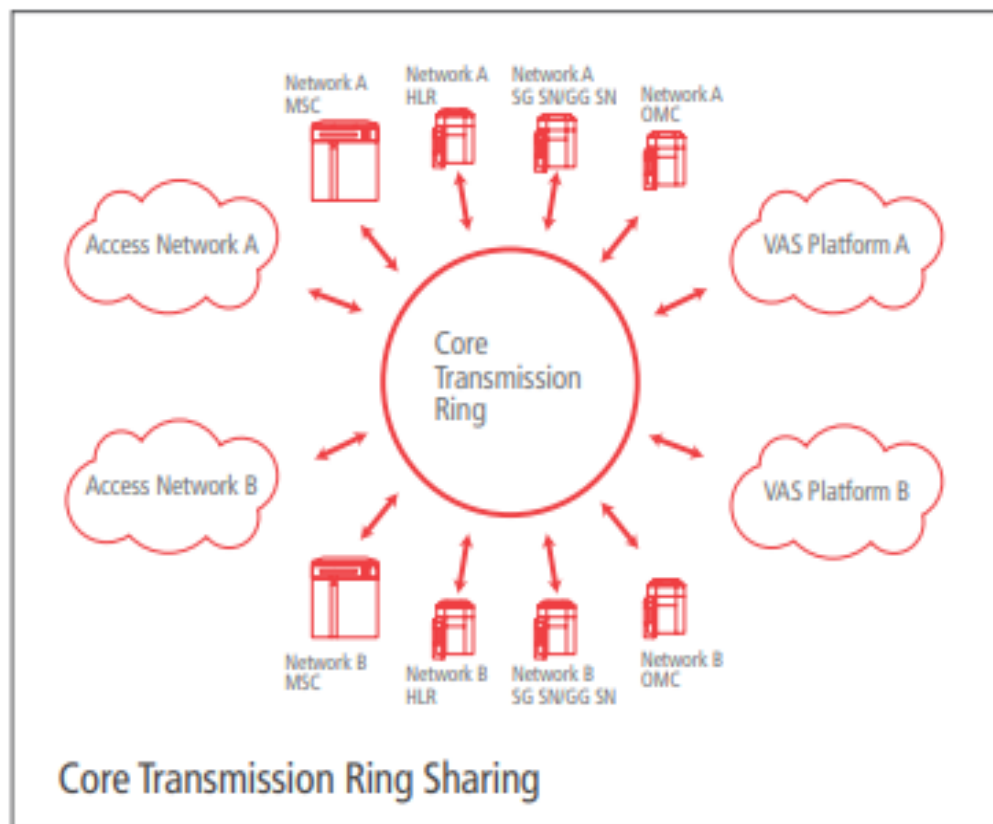 Network A
MSC
Network A
HLR
Network A
SG SN/GG SN
Network A
OMC
Access Network A
VAS Platform A
Core
Transmission
Ring
Access Network B
VAS Platform B
Network B
MSC
Network B
HLR
Network B
SG SN/GG SN
Network B
OMC
Core Transmission Ring Sharing